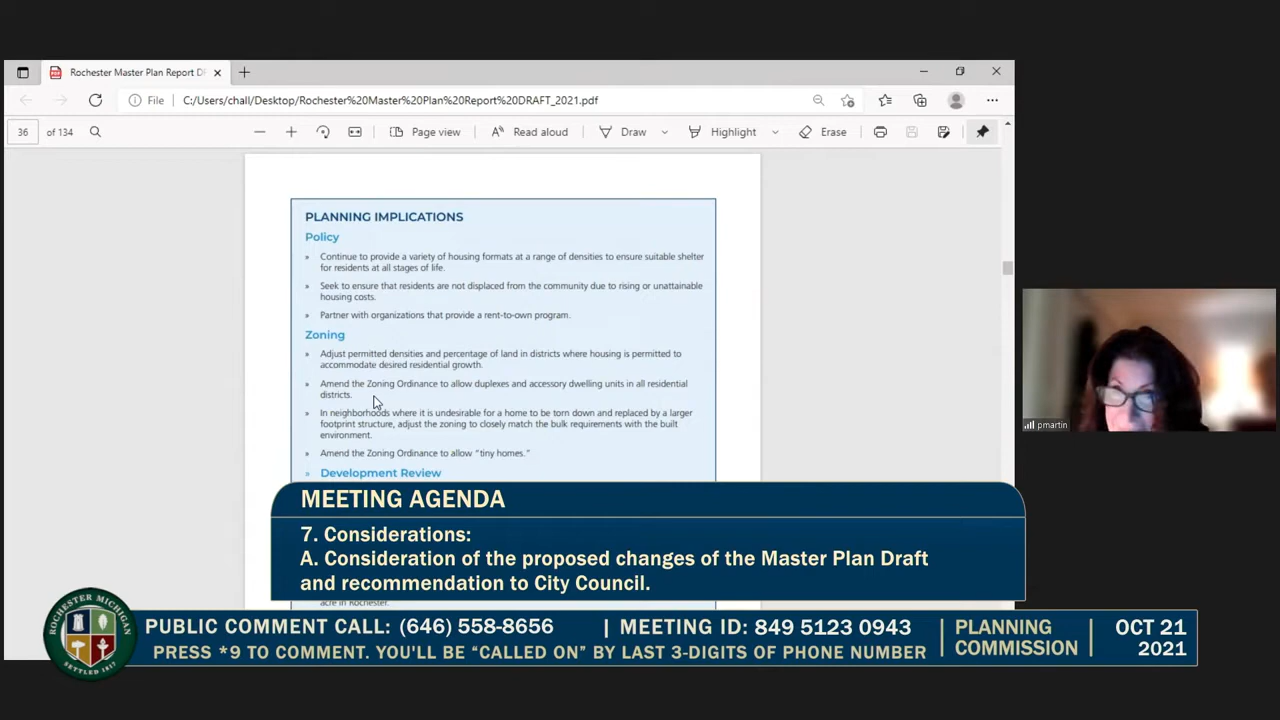 Rochester Master Plan Report D
File
C:/Users/chall/Desktop/Rochester%20Master%20Plan%20Report%20DRAFT_2021.pdf
36 of 134
Page view
Read aloud
Draw
Highlight
Erase
PLANNING IMPLICATIONS
Policy
» Continue to provide a variety of housing formats at a range of densities to ensure suitable shelter
for residents at all stages of life.
» Seek to ensure that residents are not displaced from the community due to rising or unattainable
housing costs.
» Partner with organizations that provide a rent-to-own program.
Zoning
» Adjust permitted densities and percentage of land in districts where housing is permitted to
accommodate desired residential growth.
» Amend the Zoning Ordinance to allow duplexes and accessory dwelling units in all residential
districts.
» In neighborhoods where it is undesirable for a home to be torn down and replaced by a larger
footprint structure, adjust the zoning to closely match the bulk requirements with the built
environment.
» Amend the Zoning Ordinance to allow “tiny homes.”
» Development Review
pmartin
MEETING AGENDA
7. Considerations:
A. Consideration of the proposed changes of the Master Plan Draft
and recommendation to City Council.
acre in Rochester.
ROCHESTER MICHIGAN
SETTLED 1817
PUBLIC COMMENT CALL: (646) 558-8656 | MEETING ID: 849 5123 0943
PRESS *9 TO COMMENT. YOU'LL BE “CALLED ON” BY LAST 3-DIGITS OF PHONE NUMBER
PLANNING
COMMISSION
OCT 21
2021